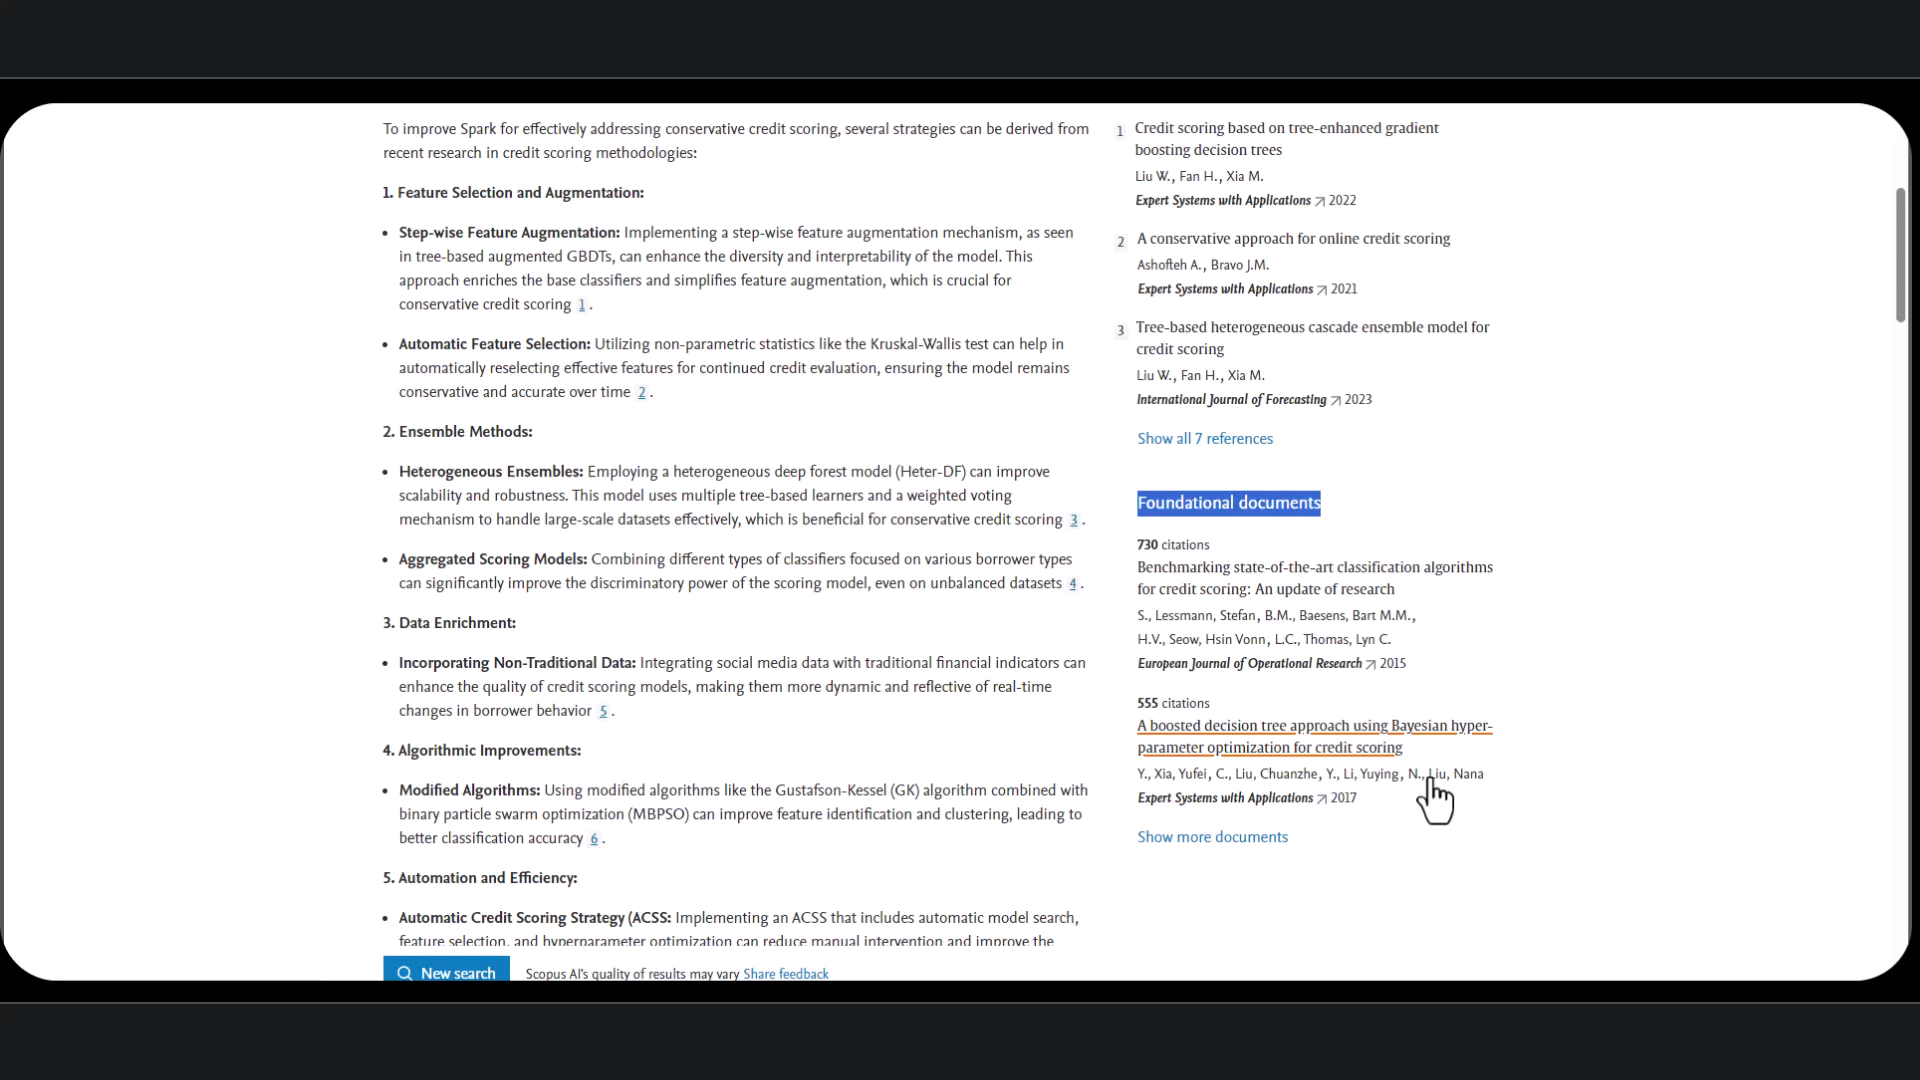 To improve Spark for effectively addressing conservative credit scoring, several strategies can be derived from
recent research in credit scoring methodologies:
1. Feature Selection and Augmentation:
• Step-wise Feature Augmentation: Implementing a step-wise feature augmentation mechanism, as seen
in tree-based augmented GBDTs, can enhance the diversity and interpretability of the model. This
approach enriches the base classifiers and simplifies feature augmentation, which is crucial for
conservative credit scoring 1 .
• Automatic Feature Selection: Utilizing non-parametric statistics like the Kruskal-Wallis test can help in
automatically reselecting effective features for continued credit evaluation, ensuring the model remains
conservative and accurate over time 2 .
2. Ensemble Methods:
• Heterogeneous Ensembles: Employing a heterogeneous deep forest model (Heter-DF) can improve
scalability and robustness. This model uses multiple tree-based learners and a weighted voting
mechanism to handle large-scale datasets effectively, which is beneficial for conservative credit scoring 3 .
• Aggregated Scoring Models: Combining different types of classifiers focused on various borrower types
can significantly improve the discriminatory power of the scoring model, even on unbalanced datasets 4 .
3. Data Enrichment:
• Incorporating Non-Traditional Data: Integrating social media data with traditional financial indicators can
enhance the quality of credit scoring models, making them more dynamic and reflective of real-time
changes in borrower behavior 5 .
4. Algorithmic Improvements:
• Modified Algorithms: Using modified algorithms like the Gustafson-Kessel (GK) algorithm combined with
binary particle swarm optimization (MBPSO) can improve feature identification and clustering, leading to
better classification accuracy 6 .
5. Automation and Efficiency:
• Automatic Credit Scoring Strategy (ACSS: Implementing an ACSS that includes automatic model search,
feature selection, and hyperparameter optimization can reduce manual intervention and improve the
New search Scopus AI's quality of results may vary Share feedback
1 Credit scoring based on tree-enhanced gradient
boosting decision trees
Liu W., Fan H., Xia M.
Expert Systems with Applications 2022
2 A conservative approach for online credit scoring
Ashofteh A., Bravo J.M.
Expert Systems with Applications 2021
3 Tree-based heterogeneous cascade ensemble model for
credit scoring
Liu W., Fan H., Xia M.
International Journal of Forecasting 2023
Show all 7 references
Foundational documents
730 citations
Benchmarking state-of-the-art classification algorithms
for credit scoring: An update of research
S., Lessmann, Stefan, B.M., Baesens, Bart M.M.,
H.V., Seow, Hsin Vonn, L.C., Thomas, Lyn C.
European Journal of Operational Research 2015
555 citations
A boosted decision tree approach using Bayesian hyper-
parameter optimization for credit scoring
Y., Xia, Yufei, C., Liu, Chuanzhe, Y., Li, Yuying, N., Liu, Nana
Expert Systems with Applications 2017
Show more documents